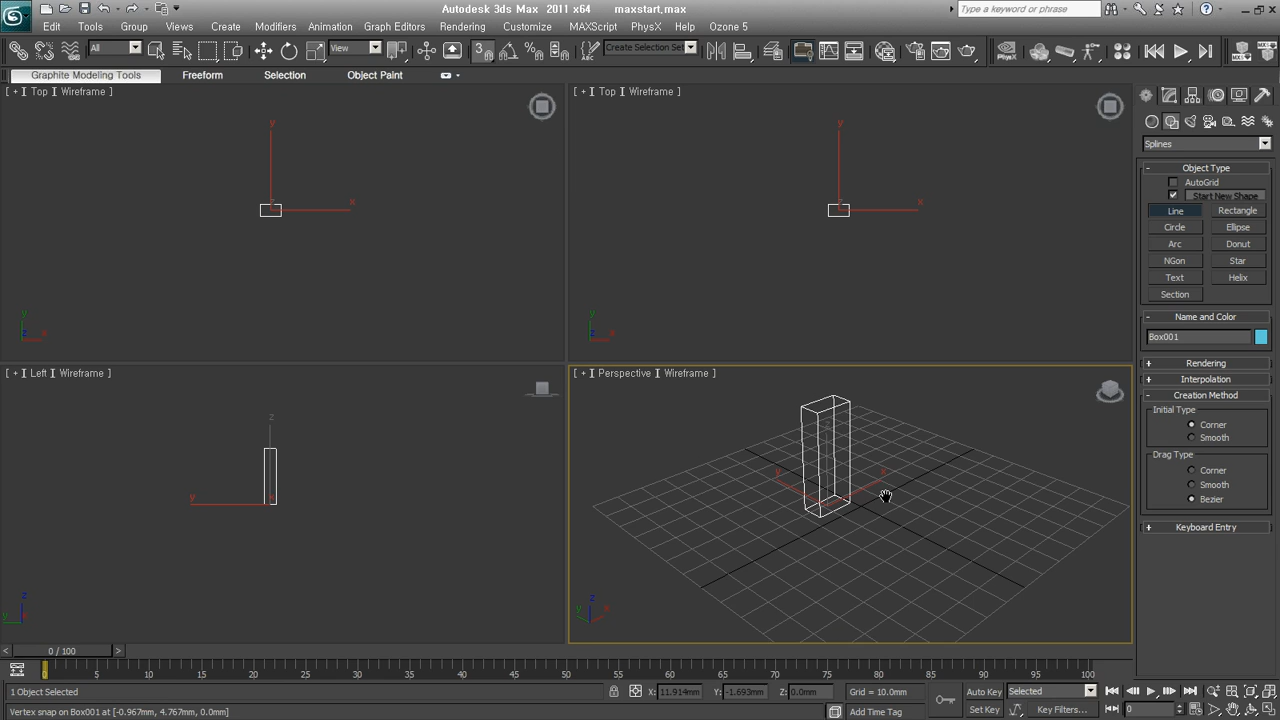 Autodesk 3ds Max 2011 x64 maxstart.max
Type a keyword or phrase
Edit Tools Group Views Create Modifiers Animation Graph Editors Rendering Customize MAXScript PhysX Help Ozone 5
All View 3 Create Selection Set PhysX
Graphite Modeling Tools Freeform Selection Object Paint
[ + ] Top ] Wireframe ]
[ + ] Top ] Wireframe ]
y
x
z
y
x
z
y
z x
y
z x
Splines
- Object Type
AutoGrid
Start New Shape
Line Rectangle
Circle Ellipse
Arc Donut
NGon Star
Text Helix
Section
- Name and Color
Box001
+ Rendering
+ Interpolation
- Creation Method
Initial Type
Corner
Smooth
Drag Type
Corner
Smooth
Bezier
+ Keyboard Entry
[ + ] Left ] Wireframe ]
[ + ] Perspective ] Wireframe ]
z
y
x
z
y
x
z
y x
z
y x
< 0 / 100 >
0 5 10 15 20 25 30 35 40 45 50 55 60 65 70 75 80 85 90 95 100
1 Object Selected X: 11.914mm Y: -1.693mm Z: 0.0mm Grid = 10.0mm Auto Key Selected
Vertex snap on Box001 at [-0.967mm, 4.767mm, 0.0mm] Add Time Tag Set Key Key Filters... 0